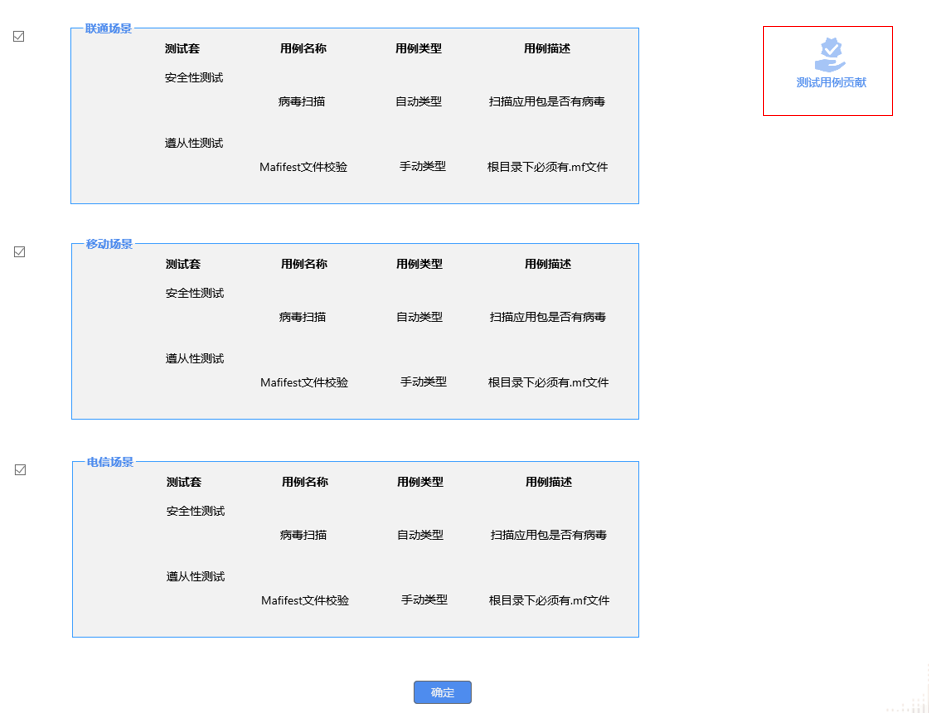 联通场景
测试套 用例名称 用例类型 用例描述
安全性测试
病毒扫描 自动类型 扫描应用包是否有病毒
遵从性测试
Mafifest文件校验 手动类型 根目录下必须有.mf文件
测试用例贡献
移动场景
测试套 用例名称 用例类型 用例描述
安全性测试
病毒扫描 自动类型 扫描应用包是否有病毒
遵从性测试
Mafifest文件校验 手动类型 根目录下必须有.mf文件
电信场景
测试套 用例名称 用例类型 用例描述
安全性测试
病毒扫描 自动类型 扫描应用包是否有病毒
遵从性测试
Mafifest文件校验 手动类型 根目录下必须有.mf文件
确定